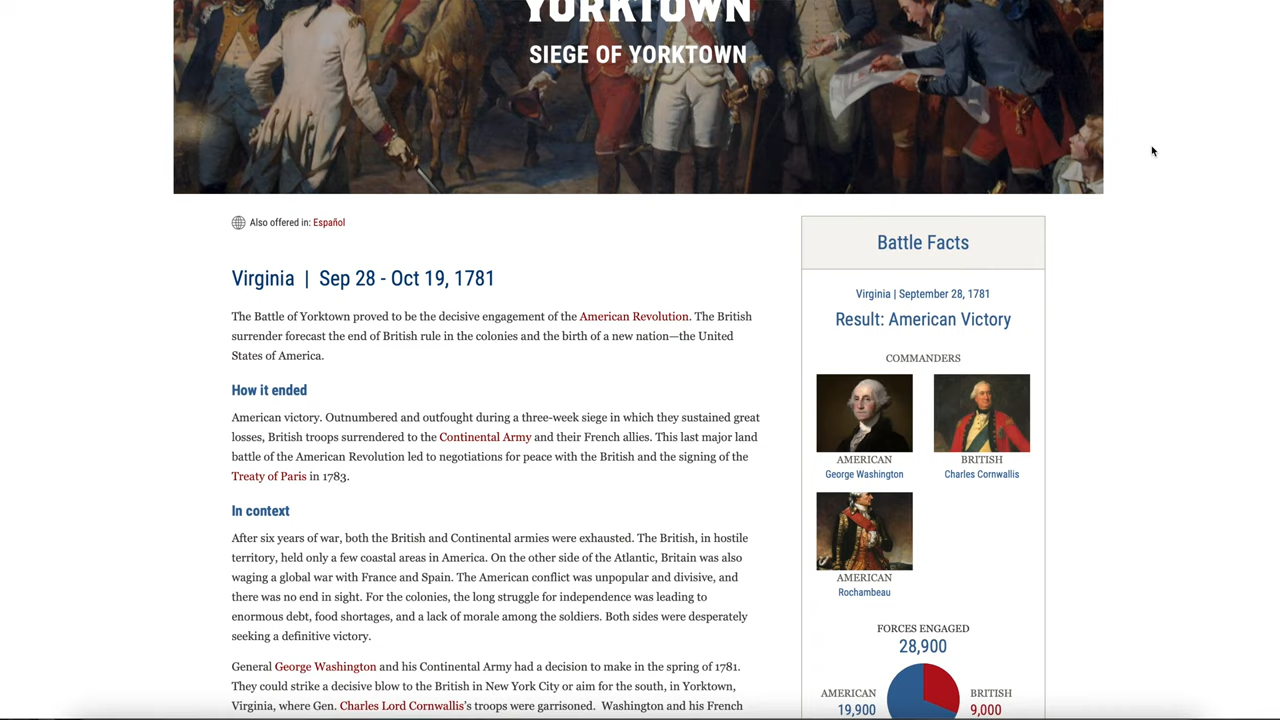 YORKTOWN
SIEGE OF YORKTOWN
Also offered in: Español
Virginia | Sep 28 - Oct 19, 1781
The Battle of Yorktown proved to be the decisive engagement of the American Revolution. The British
surrender forecast the end of British rule in the colonies and the birth of a new nation—the United
States of America.
How it ended
American victory. Outnumbered and outfought during a three-week siege in which they sustained great
losses, British troops surrendered to the Continental Army and their French allies. This last major land
battle of the American Revolution led to negotiations for peace with the British and the signing of the
Treaty of Paris in 1783.
In context
After six years of war, both the British and Continental armies were exhausted. The British, in hostile
territory, held only a few coastal areas in America. On the other side of the Atlantic, Britain was also
waging a global war with France and Spain. The American conflict was unpopular and divisive, and
there was no end in sight. For the colonies, the long struggle for independence was leading to
enormous debt, food shortages, and a lack of morale among the soldiers. Both sides were desperately
seeking a definitive victory.
General George Washington and his Continental Army had a decision to make in the spring of 1781.
They could strike a decisive blow to the British in New York City or aim for the south, in Yorktown,
Virginia, where Gen. Charles Lord Cornwallis's troops were garrisoned. Washington and his French
Battle Facts
Virginia | September 28, 1781
Result: American Victory
COMMANDERS
AMERICAN
George Washington
BRITISH
Charles Cornwallis
AMERICAN
Rochambeau
FORCES ENGAGED
28,900
AMERICAN
19,900
BRITISH
9,000